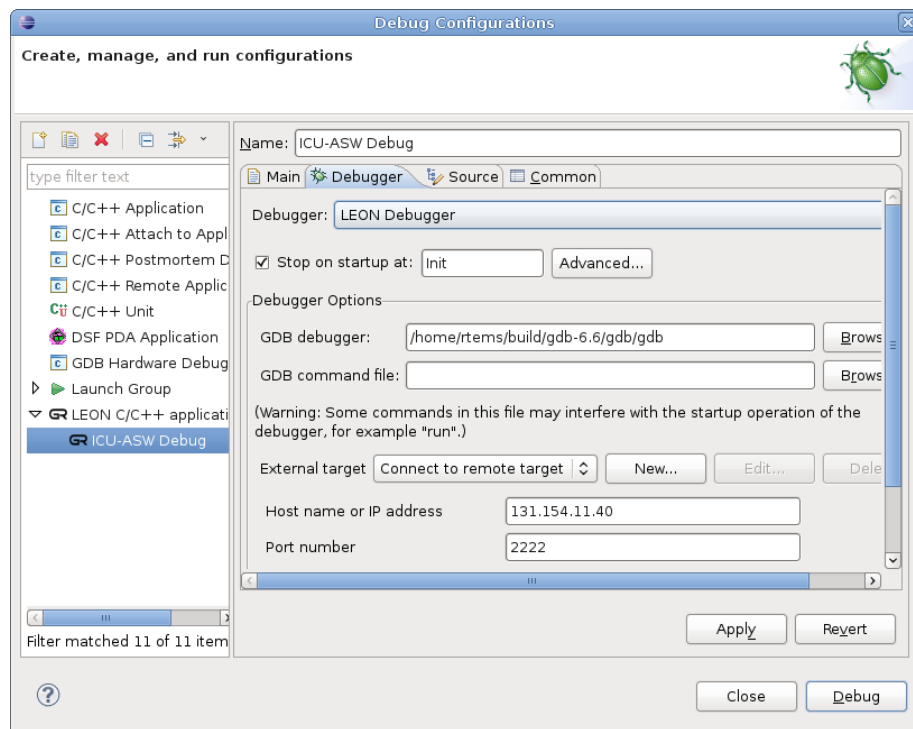 Debug Configurations
Create, manage, and run configurations
type filter text
C/C++ Application
C/C++ Attach to Appl
C/C++ Postmortem D
C/C++ Remote Applic
C/C++ Unit
DSF PDA Application
GDB Hardware Debug
Launch Group
LEON C/C++ applicati
ICU-ASW Debug
Filter matched 11 of 11 item
Name: ICU-ASW Debug
Main Debugger Source Common
Debugger: LEON Debugger
Stop on startup at: Init Advanced...
Debugger Options
GDB debugger: /home/rtems/build/gdb-6.6/gdb/gdb Brows
GDB command file: Brows
(Warning: Some commands in this file may interfere with the startup operation of the
debugger, for example "run".)
External target Connect to remote target New... Edit... Dele
Host name or IP address 131.154.11.40
Port number 2222
Apply Revert
Close Debug